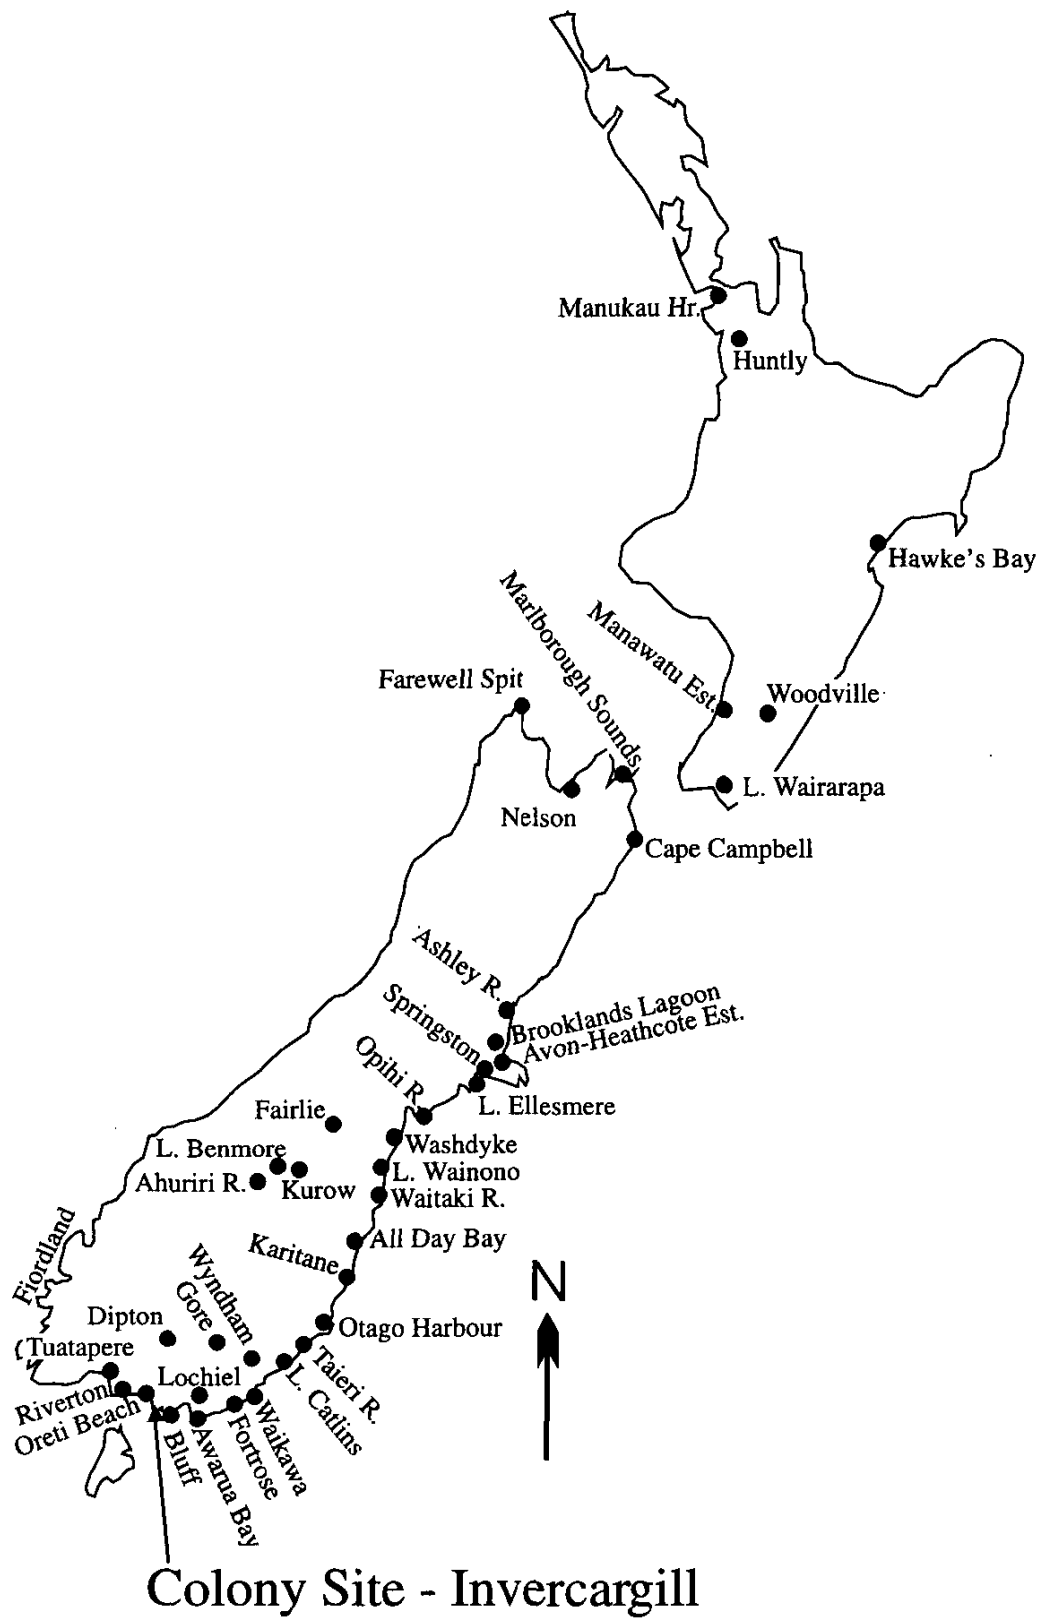 Manukau Hr.
Huntly
Hawke's Bay
Marlborough Sounds
Manawatu Est.
Woodville
Farewell Spit
L. Wairarapa
Nelson
Cape Campbell
Ashley R.
Springston
Brooklands Lagoon
Avon-Heathcote Est.
Opihi R.
L. Ellesmere
Fairlie
Washdyke
L. Benmore
L. Wainono
Ahuriri R.
Kurow
Waitaki R.
Fiordland
All Day Bay
Karitane
N
Wyndham
Gore
Dipton
Otago Harbour
Tuatapere
Taieri R.
L. Catlins
Lochiel
Riverton
Oreti Beach
Bluff
Awarua Bay
Fortrose
Waikawa
Colony Site - Invercargill